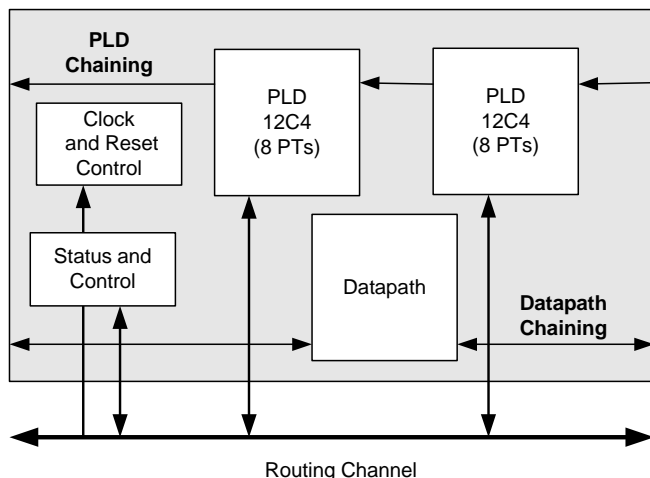 PLD
Chaining
PLD
12C4
(8 PTs)
PLD
12C4
(8 PTs)
Clock
and Reset
Control
Status and
Control
Datapath
Datapath
Chaining
Routing Channel